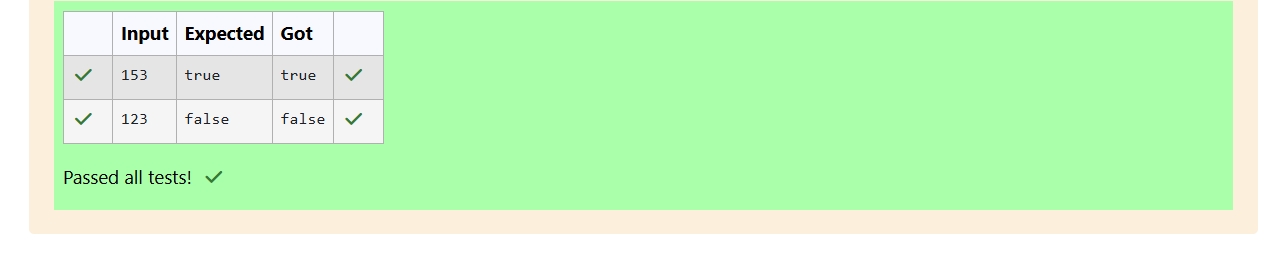 Input Expected Got
153 true true
123 false false
Passed all tests!